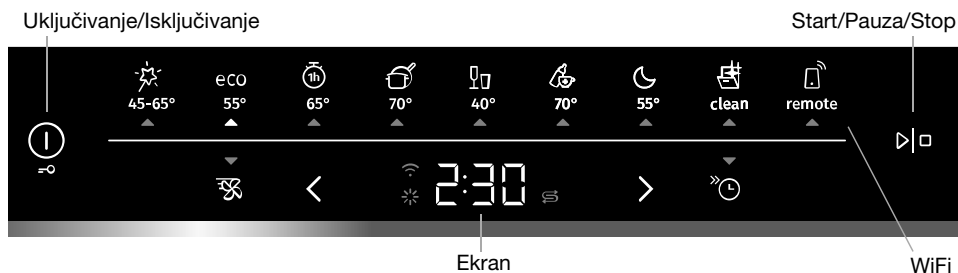 Uključivanje/Isključivanje Start/Pauza/Stop
eco 1h
45-65° 55° 65° 70° 40° 70° 55° clean remote
2:30
Ekran WiFi